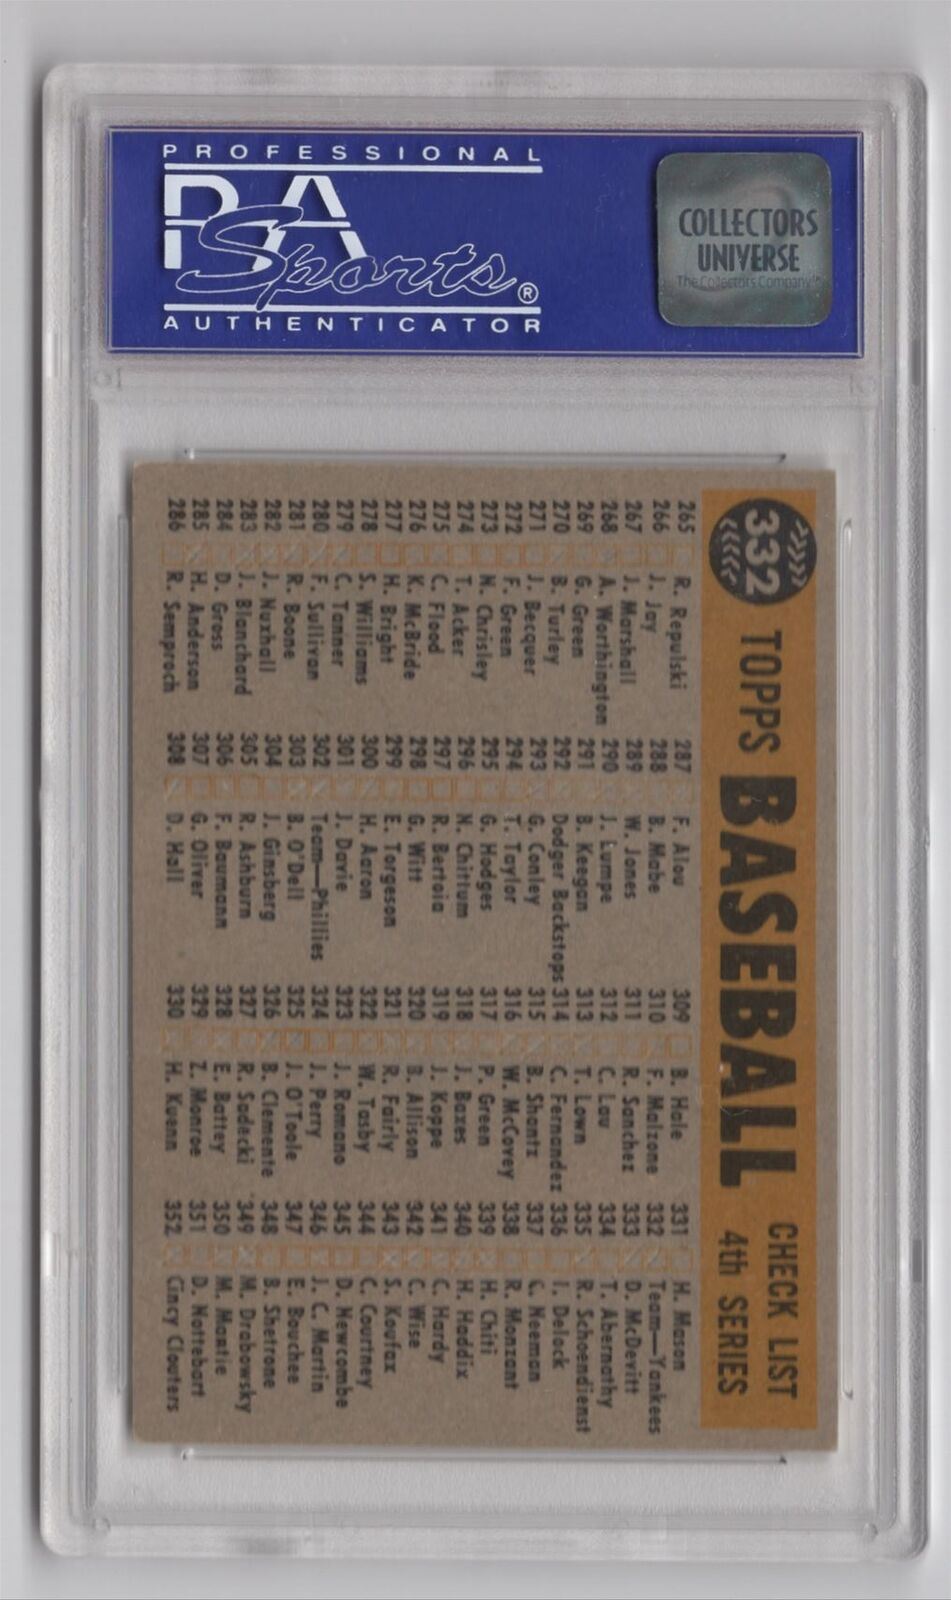 PROFESSIONAL
PSA
Sports®
AUTHENTICATOR
COLLECTORS
UNIVERSE
The Collectors Company™
332 TOPPS BASEBALL CHECK LIST
4th SERIES
265 R. Repulski
266 J. Jay
267 J. Marshall
268 A. Worthington
269 G. Green
270 B. Turley
271 J. Becquer
272 F. Green
273 N. Chrisley
274 T. Acker
275 C. Flood
276 K. McBride
277 H. Bright
278 S. Williams
279 C. Tanner
280 F. Sullivan
281 R. Boone
282 J. Nuxhall
283 J. Blanchard
284 D. Gross
285 H. Anderson
286 R. Semproch
287 F. Alou
288 B. Mabe
289 W. Jones
290 J. Lumpe
291 B. Keegan
292 Dodger Backstops
293 G. Conley
294 T. Taylor
295 G. Hodges
296 N. Chittum
297 R. Bertoia
298 G. Witt
299 E. Torgeson
300 H. Aaron
301 J. Davie
302 Team—Phillies
303 B. O'Dell
304 J. Ginsberg
305 R. Ashburn
306 F. Baumann
307 G. Oliver
308 D. Hall
309 B. Hale
310 F. Malzone
311 R. Sanchez
312 C. Lau
313 T. Lown
314 C. Fernandez
315 B. Shantz
316 W. McCovey
317 P. Green
318 J. Baxes
319 J. Koppe
320 B. Allison
321 R. Fairly
322 W. Tasby
323 J. Romano
324 J. Perry
325 J. O'Toole
326 B. Clemente
327 R. Sadecki
328 E. Battey
329 Z. Monroe
330 H. Kuenn
331 H. Mason
332 Team—Yankees
333 D. McDevitt
334 T. Abernathy
335 R. Schoendienst
336 I. Delock
337 C. Neeman
338 R. Monzant
339 H. Chiti
340 H. Haddix
341 C. Hardy
342 C. Wise
343 S. Koufax
344 C. Courtney
345 D. Newcombe
346 J. C. Martin
347 E. Bouchee
348 B. Shetrone
349 M. Drabowsky
350 M. Mantle
351 D. Nottebart
352 Cincy Clouters